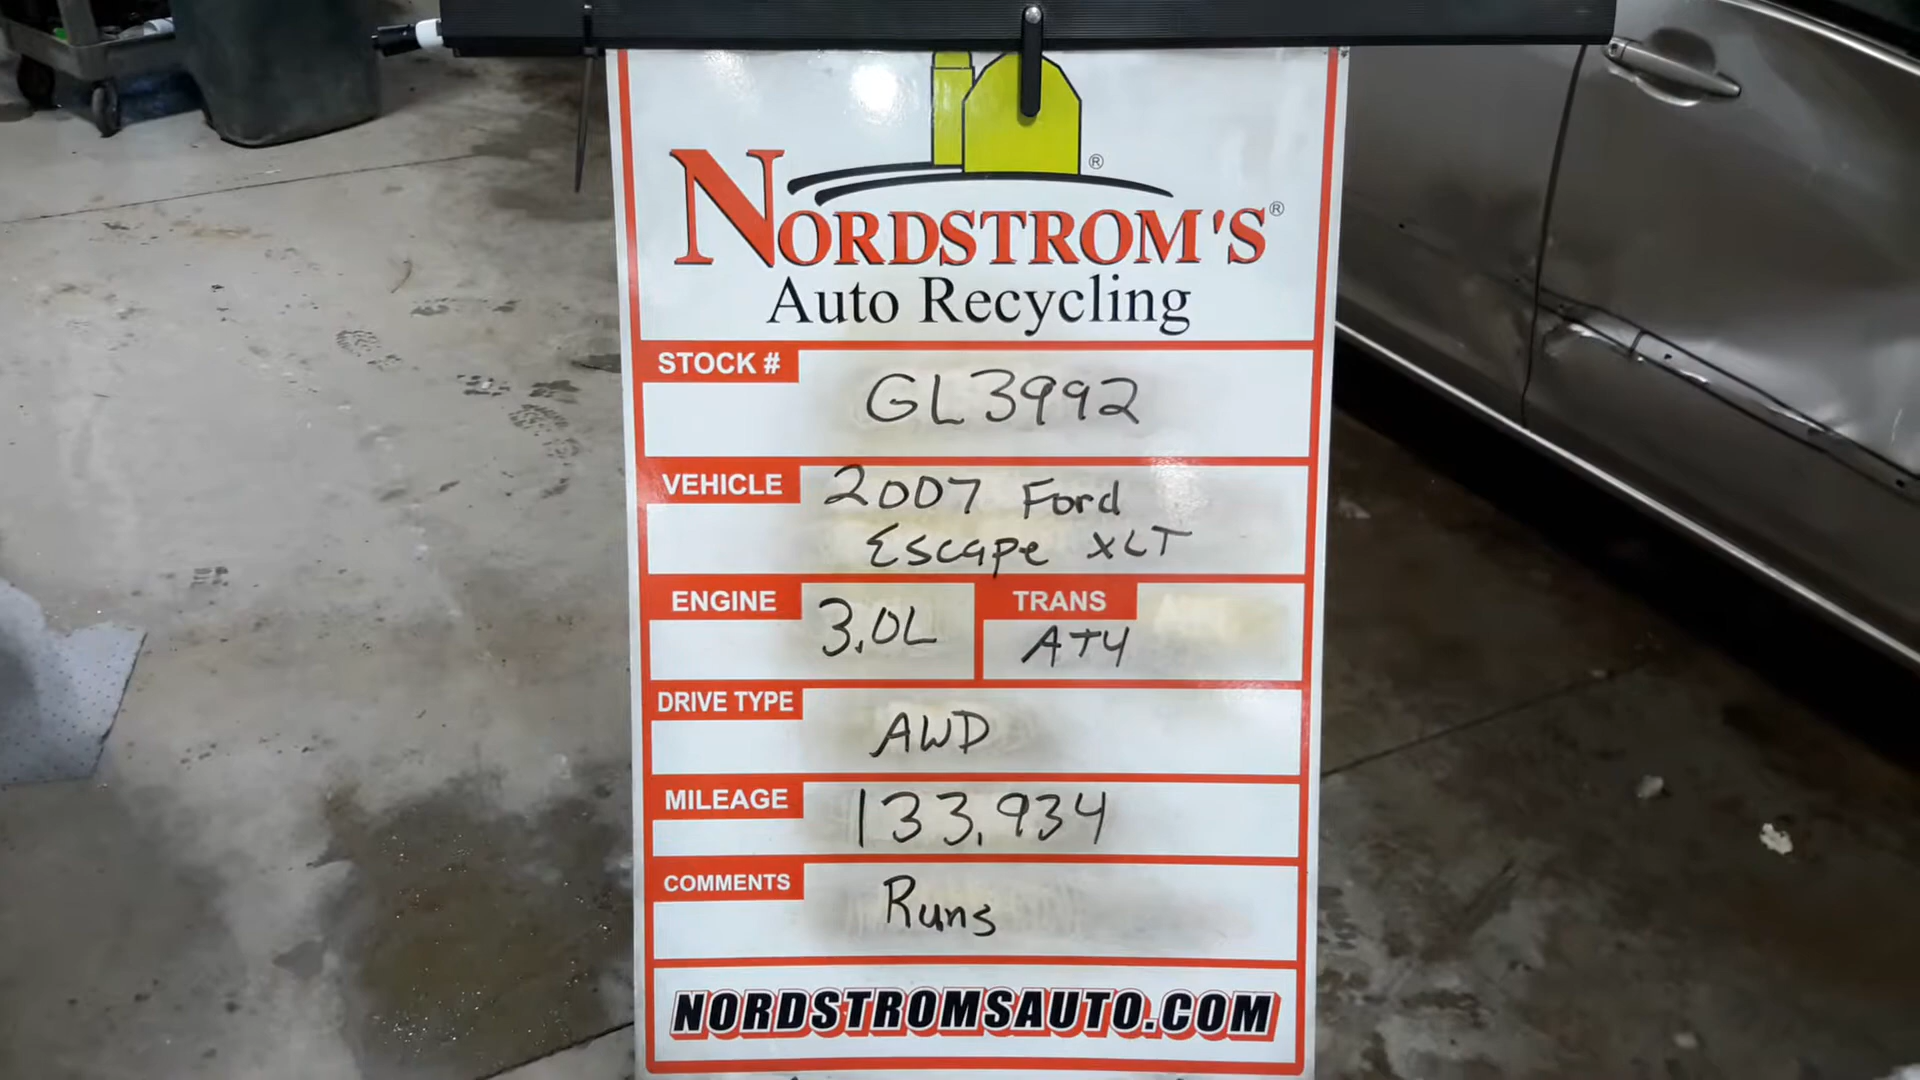 NORDSTROM'S®
Auto Recycling
STOCK # GL3992
VEHICLE 2007 Ford
Escape XLT
ENGINE 3.0L TRANS AT4
DRIVE TYPE AWD
MILEAGE 133,934
COMMENTS Runs
NORDSTROMSAUTO.COM